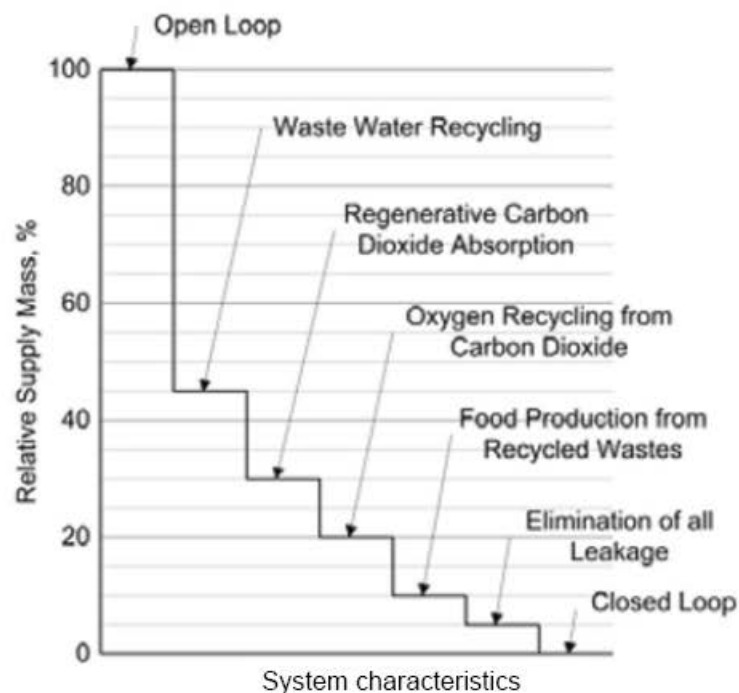 Open Loop
100
Waste Water Recycling
80
Regenerative Carbon
Dioxide Absorption
60
Oxygen Recycling from
Carbon Dioxide
40
Food Production from
Recycled Wastes
20
Elimination of all
Leakage
Closed Loop
0
Relative Supply Mass, %
System characteristics